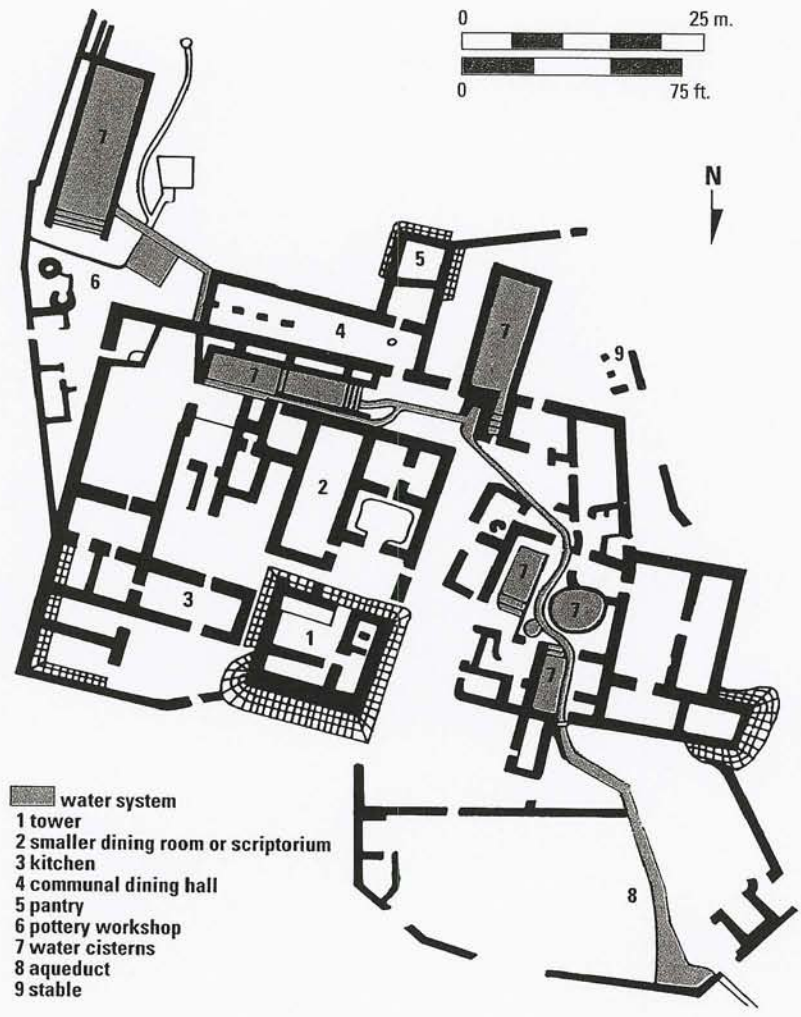 0 25 m.
0 75 ft.
N
7
5
6
4
7
9
7
2
7
7
3
1
7
8
water system
1 tower
2 smaller dining room or scriptorium
3 kitchen
4 communal dining hall
5 pantry
6 pottery workshop
7 water cisterns
8 aqueduct
9 stable